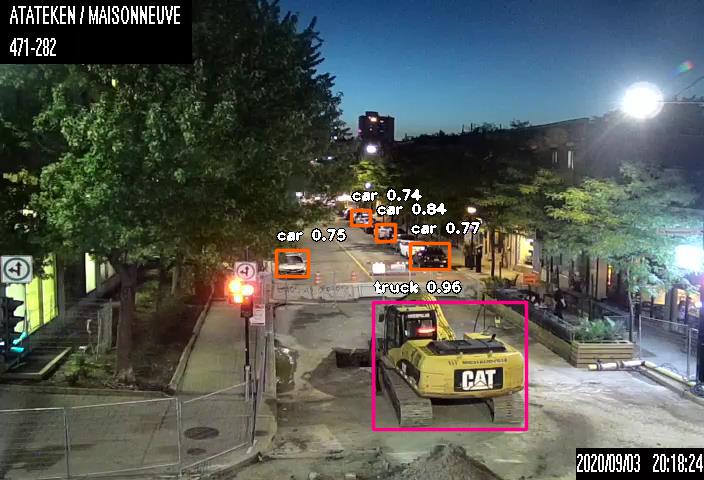 ATATEKEN / MAISONNEUVE
471-282
car 0.74
car 0.84
car 0.75
car 0.77
truck 0.96
CAT
2020/09/03 20:18:24